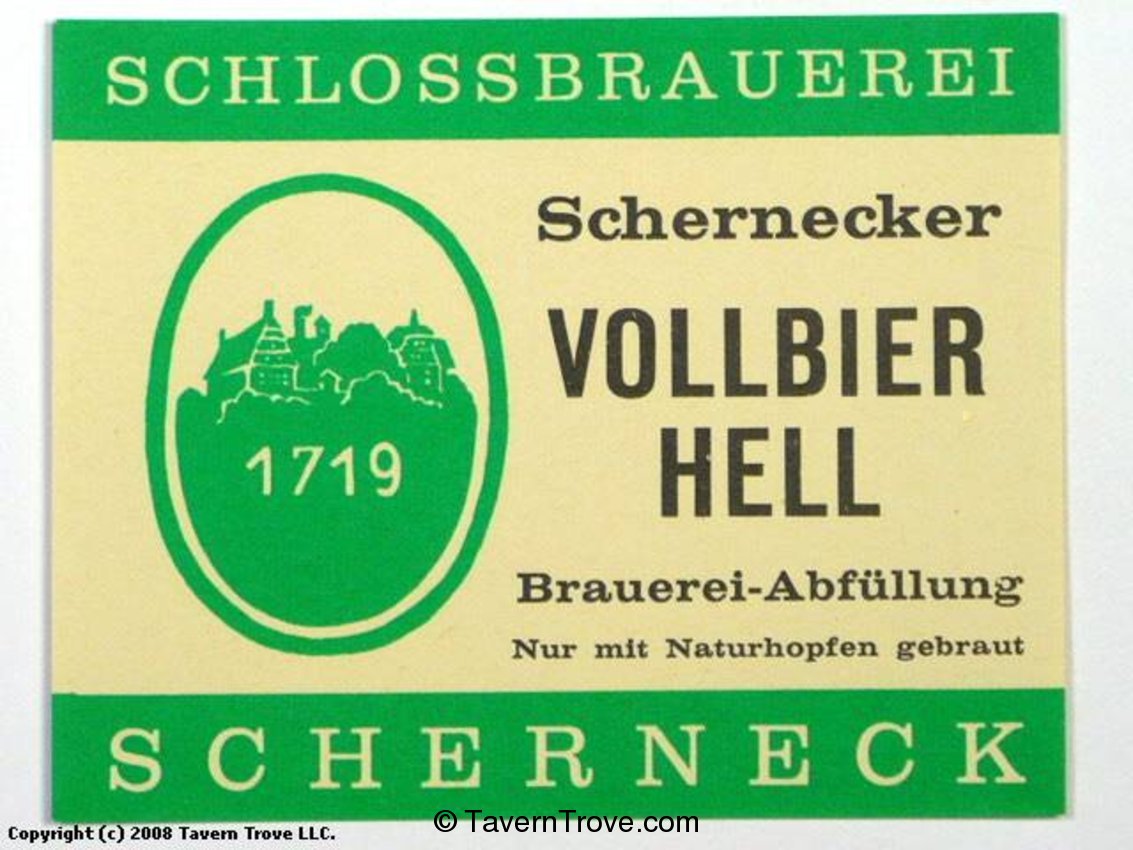 SCHLOSSBRAUEREI
Schernecker
VOLLBIER
HELL
1719
Brauerei-Abfüllung
Nur mit Naturhopfen gebraut
SCHERNECK
© TavernTrove.com
Copyright (c) 2008 Tavern Trove LLC.